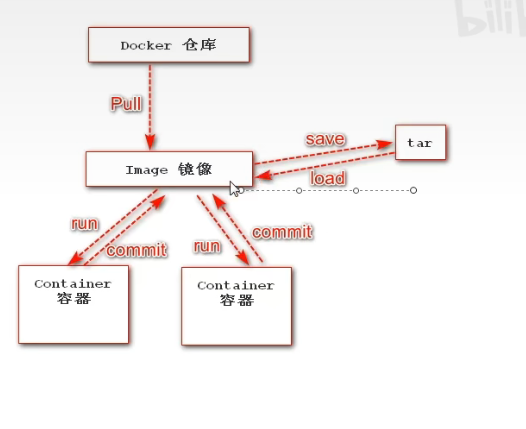 Docker 仓库
Pull
save
tar
Image 镜像
load
run
commit
run
commit
Container
容器
Container
容器